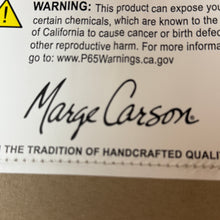 WARNING: This product can expose you
certain chemicals, which are known to the
of California to cause cancer or birth defec
other reproductive harm. For more informat
go to: www.P65Warnings.ca.gov
Marge Carson
THE TRADITION OF HANDCRAFTED QUALI